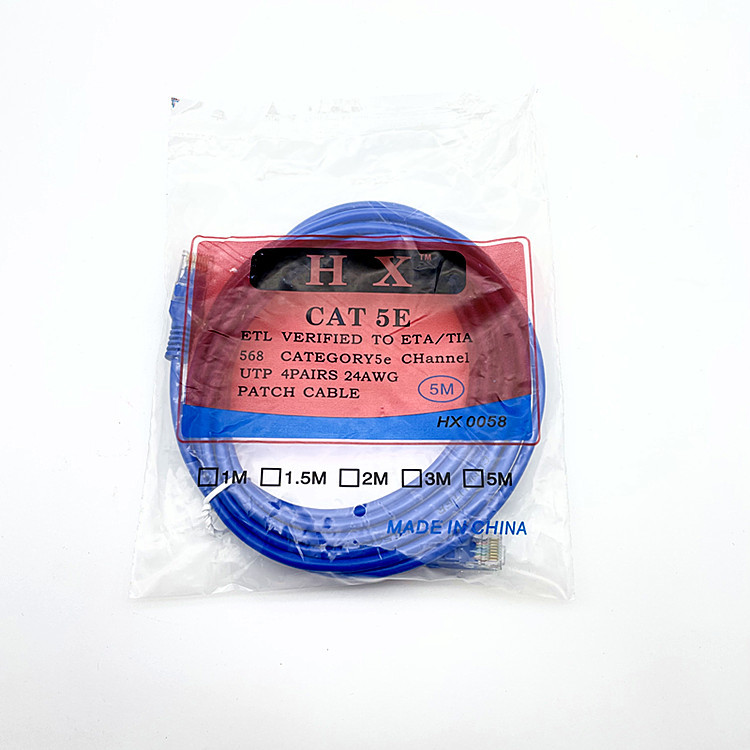 H X™
CAT 5E
ETL VERIFIED TO ETA/TIA
568 CATEGORY5e CHannel
UTP 4PAIRS 24AWG
PATCH CABLE
5M
HX 0058
1M 1.5M 2M 3M 5M
MADE IN CHINA